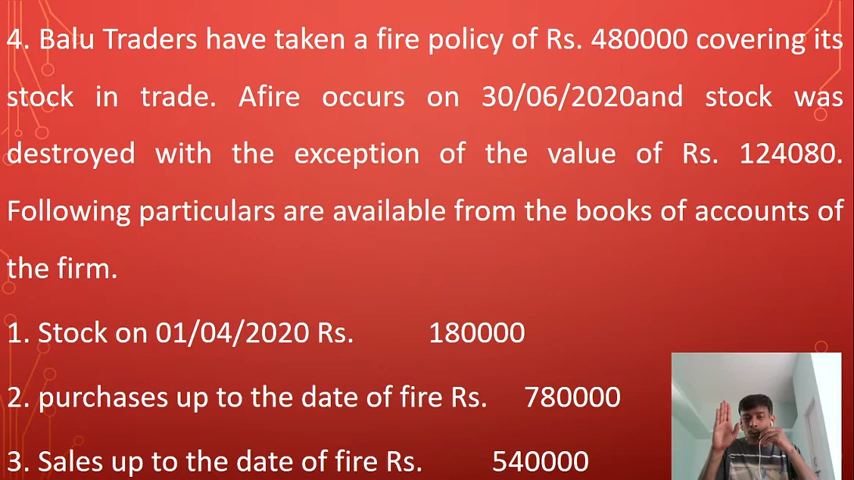 4. Balu Traders have taken a fire policy of Rs. 480000 covering its
stock in trade. Afire occurs on 30/06/2020and stock was
destroyed with the exception of the value of Rs. 124080.
Following particulars are available from the books of accounts of
the firm.
1. Stock on 01/04/2020 Rs. 180000
2. purchases up to the date of fire Rs. 780000
3. Sales up to the date of fire Rs. 540000